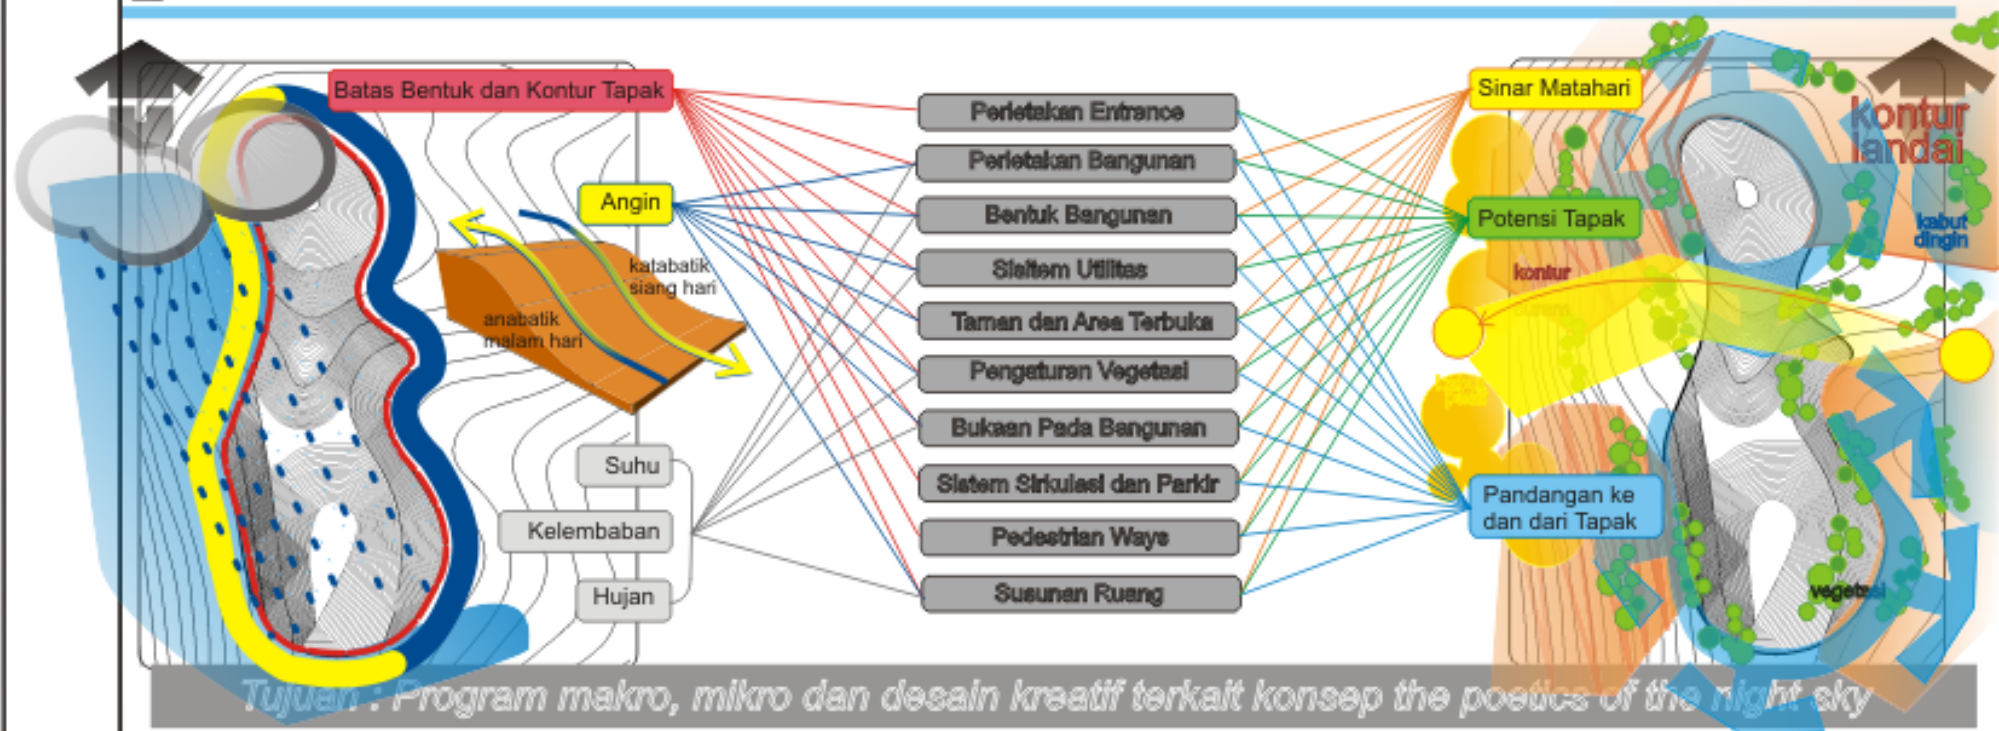 Batas Bentuk dan Kontur Tapak
Angin
katabatik
siang hari
anabatik
malam hari
Suhu
Kelembaban
Hujan
Perletakan Entrance
Perletakan Bangunan
Bentuk Bangunan
Sisitem Utilitas
Taman dan Area Terbuka
Pengaturan Vegetasi
Bukaan Pada Bangunan
Sistem Sirkulasi dan Parkir
Pedestrian Ways
Susunan Ruang
Sinar Matahari
Potensi Tapak
Pandangan ke
dan dari Tapak
kontur
landai
kabut
dingin
kontur
curam
vegetasi
Tujuan : Program makro, mikro dan desain kreatif terkait konsep the poetics of the night sky